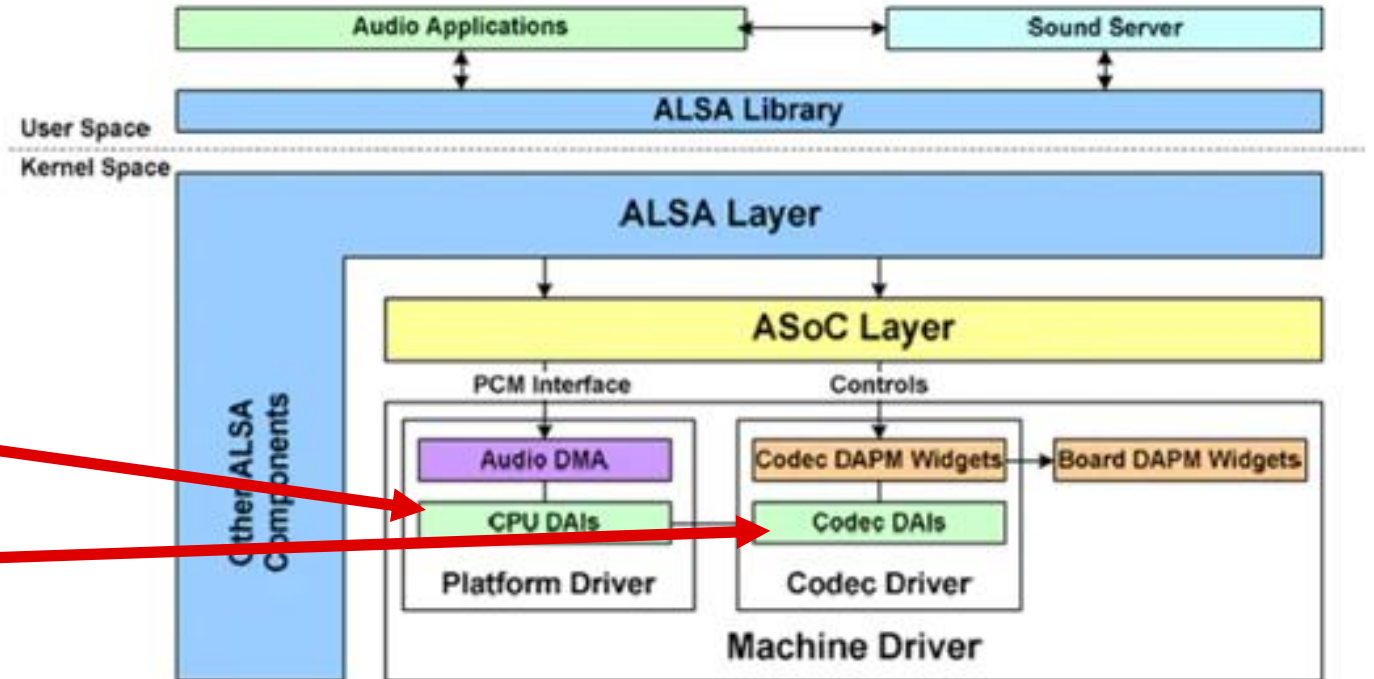 Audio Applications
Sound Server
ALSA Library
User Space
Kernel Space
ALSA Layer
ASoC Layer
PCM Interface
Controls
Other ALSA
Components
Audio DMA
Codec DAPM Widgets
Board DAPM Widgets
CPU DAIs
Codec DAIs
Platform Driver
Codec Driver
Machine Driver